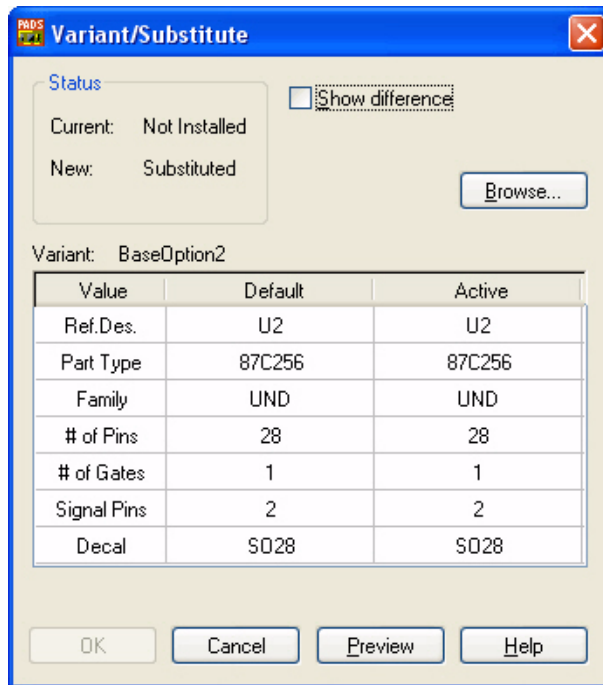 PADS
Variant/Substitute
Status
Show difference
Current: Not Installed
New: Substituted
Browse...
Variant: BaseOption2
Value Default Active
Ref.Des. U2 U2
Part Type 87C256 87C256
Family UND UND
# of Pins 28 28
# of Gates 1 1
Signal Pins 2 2
Decal SO28 SO28
OK Cancel Preview Help